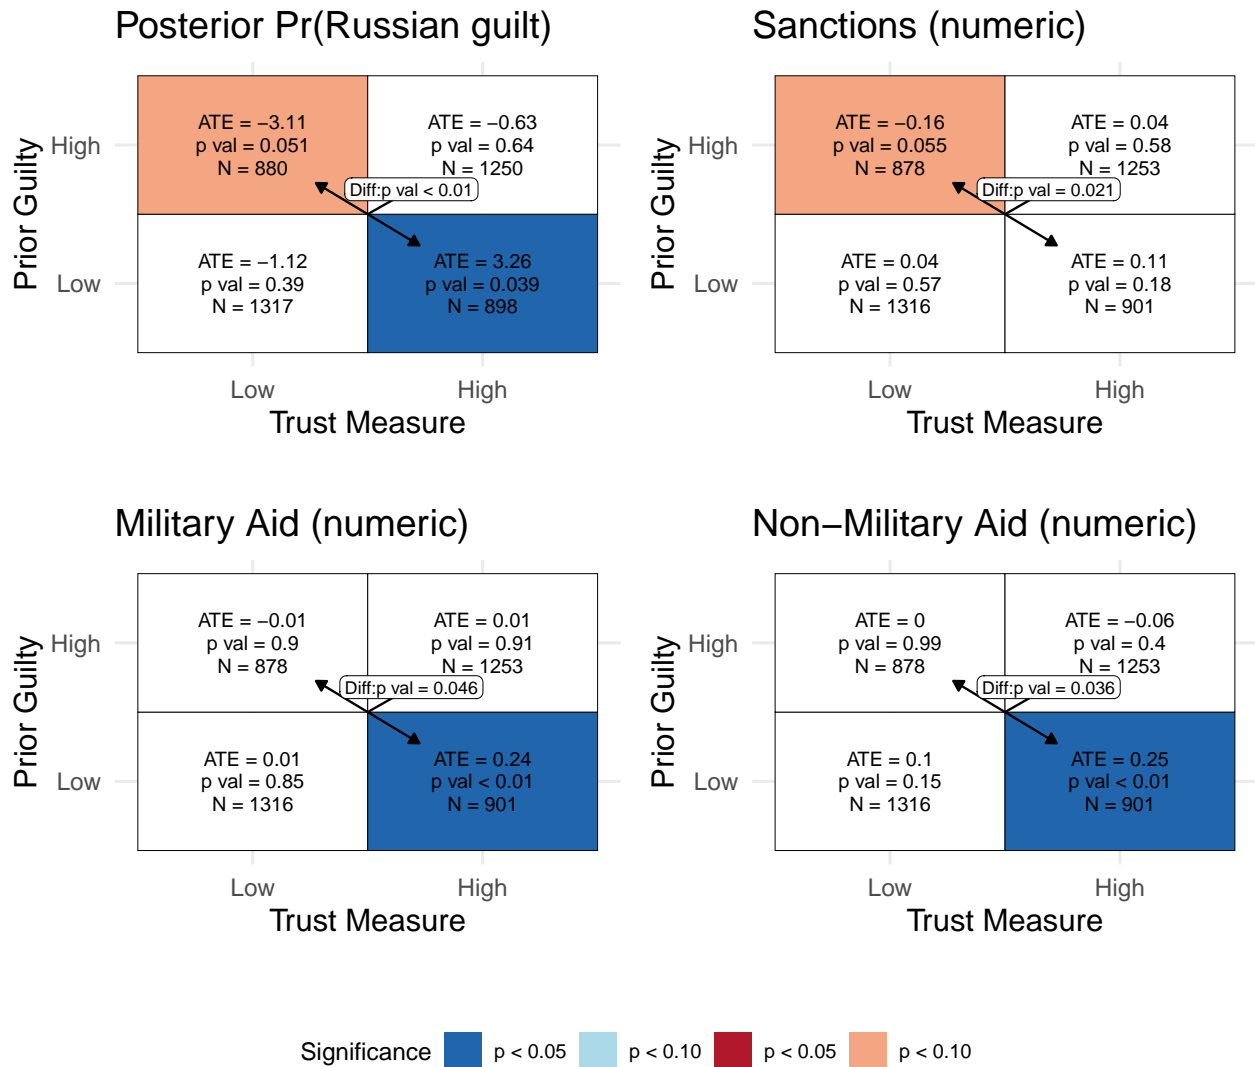 Posterior Pr(Russian guilt)
Prior Guilty
High
Low
ATE = −3.11
p val = 0.051
N = 880
ATE = −0.63
p val = 0.64
N = 1250
Diff:p val < 0.01
ATE = −1.12
p val = 0.39
N = 1317
ATE = 3.26
p val = 0.039
N = 898
Low
High
Trust Measure
Sanctions (numeric)
Prior Guilty
High
Low
ATE = −0.16
p val = 0.055
N = 878
ATE = 0.04
p val = 0.58
N = 1253
Diff:p val = 0.021
ATE = 0.04
p val = 0.57
N = 1316
ATE = 0.11
p val = 0.18
N = 901
Low
High
Trust Measure
Military Aid (numeric)
Prior Guilty
High
Low
ATE = −0.01
p val = 0.9
N = 878
ATE = 0.01
p val = 0.91
N = 1253
Diff:p val = 0.046
ATE = 0.01
p val = 0.85
N = 1316
ATE = 0.24
p val < 0.01
N = 901
Low
High
Trust Measure
Non−Military Aid (numeric)
Prior Guilty
High
Low
ATE = 0
p val = 0.99
N = 878
ATE = −0.06
p val = 0.4
N = 1253
Diff:p val = 0.036
ATE = 0.1
p val = 0.15
N = 1316
ATE = 0.25
p val < 0.01
N = 901
Low
High
Trust Measure
Significance p < 0.05 p < 0.10 p < 0.05 p < 0.10